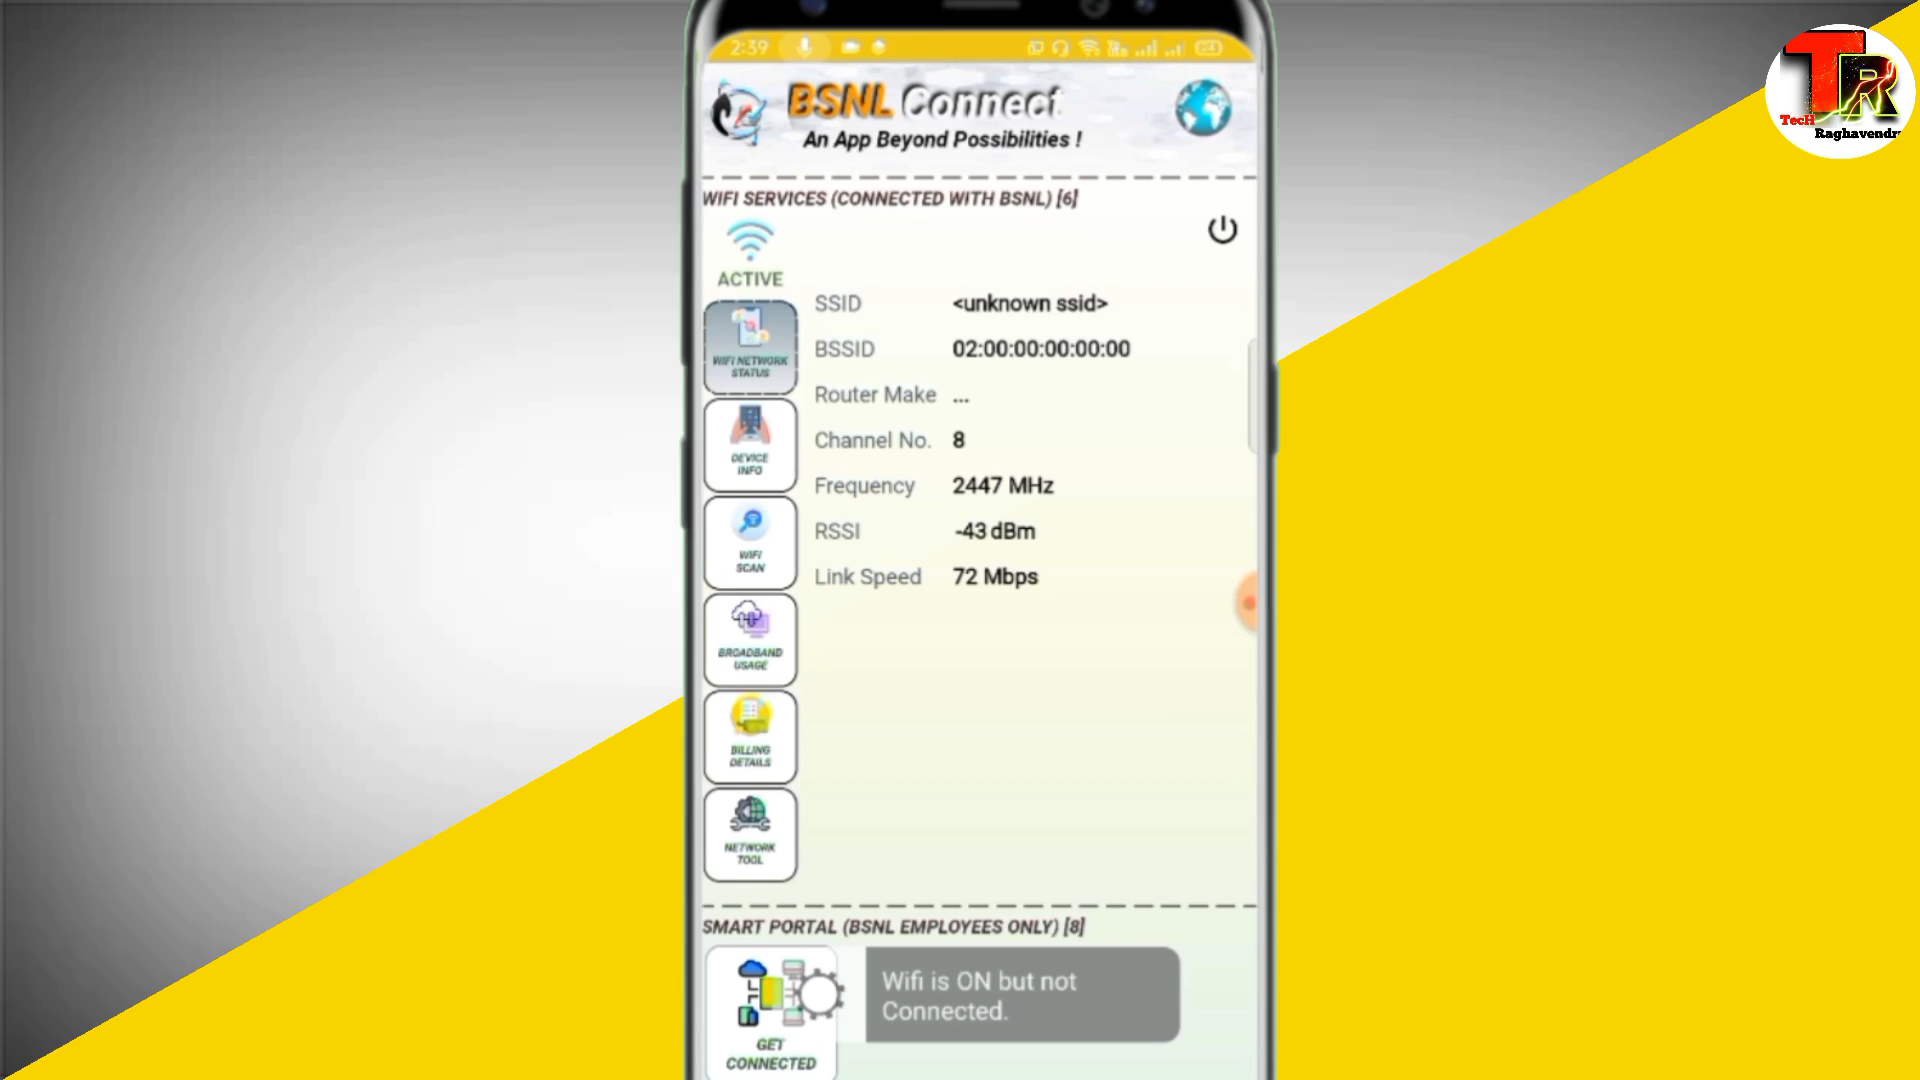 2:39
BSNL Connect
An App Beyond Possibilities !
WIFI SERVICES (CONNECTED WITH BSNL) [6]
ACTIVE
SSID <unknown ssid>
BSSID 02:00:00:00:00:00
Router Make ...
Channel No. 8
Frequency 2447 MHz
RSSI -43 dBm
Link Speed 72 Mbps
WIFI NETWORK
STATUS
DEVICE
INFO
WIFI
SCAN
BROADBAND
USAGE
BILLING
DETAILS
NETWORK
TOOL
SMART PORTAL (BSNL EMPLOYEES ONLY) [8]
GET
CONNECTED
Wifi is ON but not
Connected.
TR
TecH
Raghavendr